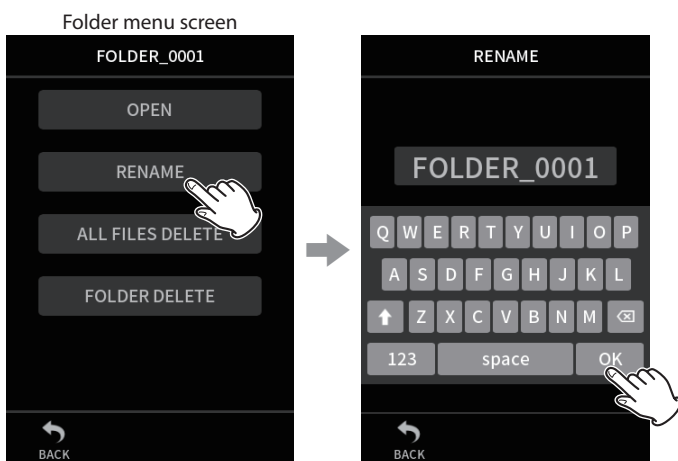 Folder menu screen
FOLDER_0001
OPEN
RENAME
ALL FILES DELETE
FOLDER DELETE
BACK
RENAME
FOLDER_0001
Q W E R T Y U I O P
A S D F G H J K L
Z X C V B N M
123 space OK
BACK